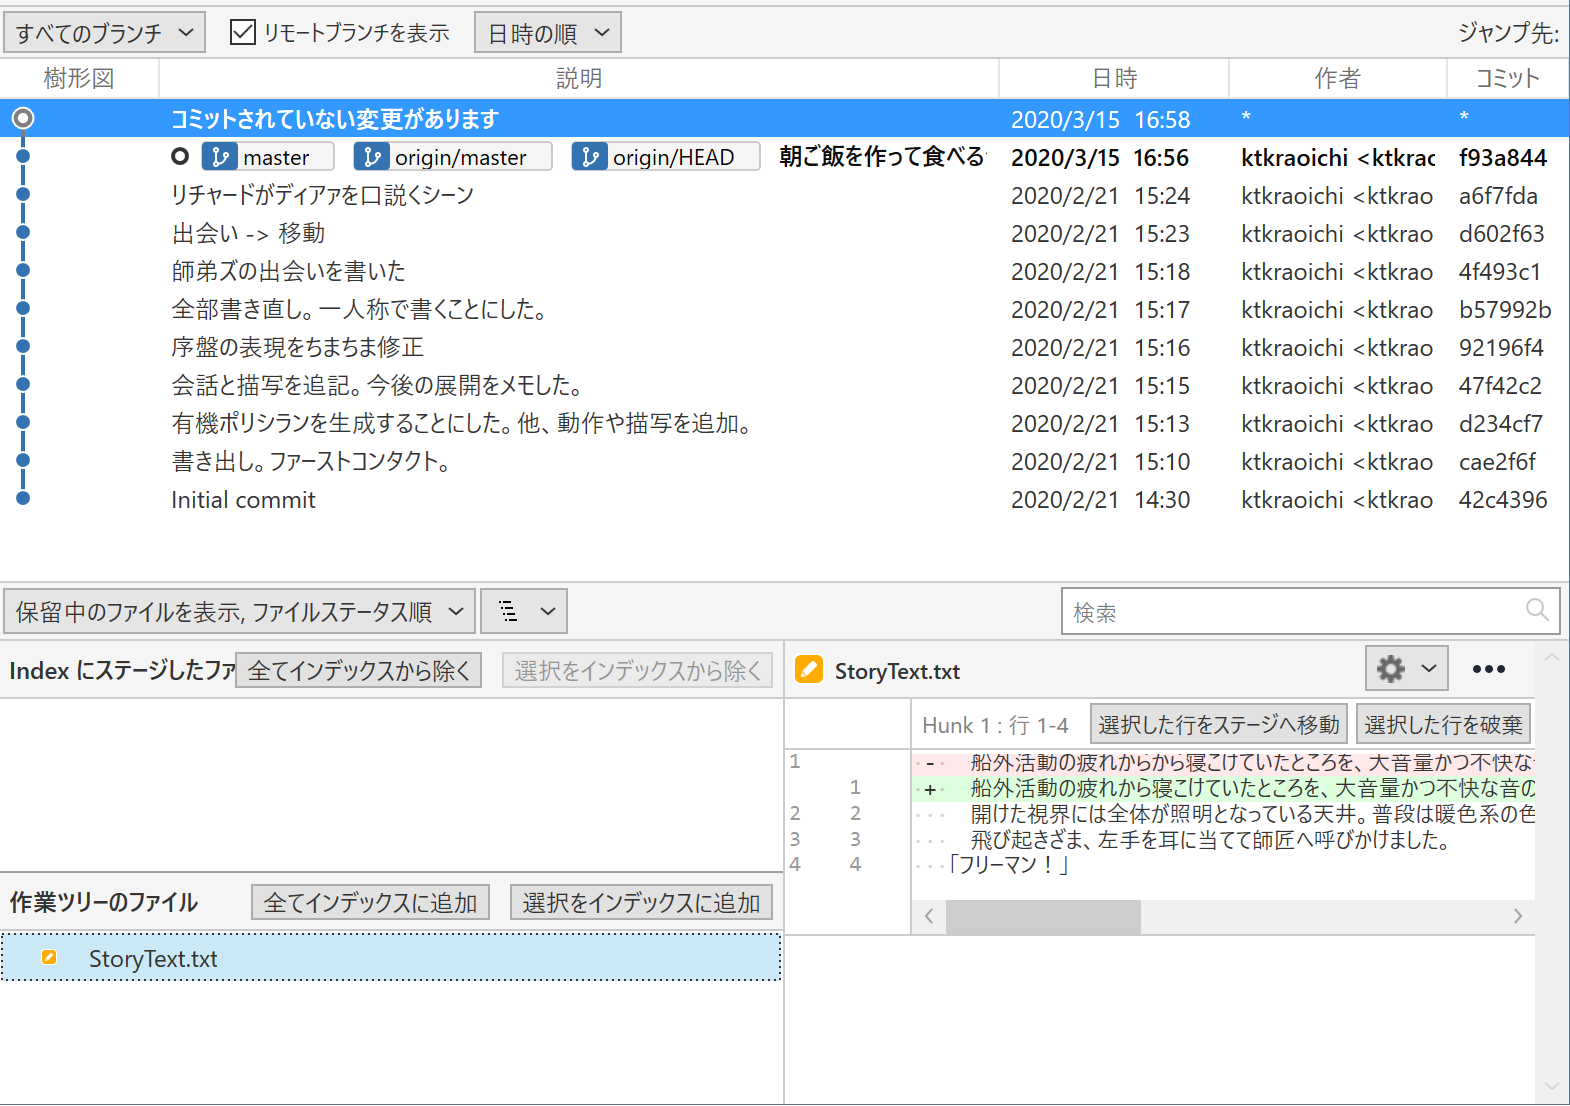 すべてのブランチ リモートブランチを表示 日時の順 ジャンプ先:
樹形図 説明 日時 作者 コミット
コミットされていない変更があります 2020/3/15 16:58 * *
master origin/master origin/HEAD 朝ご飯を作って食べる 2020/3/15 16:56 ktkraoichi <ktkrac f93a844
リチャードがディアァを口説くシーン 2020/2/21 15:24 ktkraoichi <ktkrao a6f7fda
出会い -> 移動 2020/2/21 15:23 ktkraoichi <ktkrao d602f63
師弟ズの出会いを書いた 2020/2/21 15:18 ktkraoichi <ktkrao 4f493c1
全部書き直し。一人称で書くことにした。 2020/2/21 15:17 ktkraoichi <ktkrao b57992b
序盤の表現をちまちま修正 2020/2/21 15:16 ktkraoichi <ktkrao 92196f4
会話と描写を追記。今後の展開をメモした。 2020/2/21 15:15 ktkraoichi <ktkrao 47f42c2
有機ポリシランを生成することにした。他、動作や描写を追加。 2020/2/21 15:13 ktkraoichi <ktkrao d234cf7
書き出し。ファーストコンタクト。 2020/2/21 15:10 ktkraoichi <ktkrao cae2f6f
Initial commit 2020/2/21 14:30 ktkraoichi <ktkrao 42c4396
保留中のファイルを表示, ファイルステータス順 検索
Index にステージしたファ 全てインデックスから除く 選択をインデックスから除く
StoryText.txt
Hunk 1 : 行 1-4 選択した行をステージへ移動 選択した行を破棄
1 - 船外活動の疲れからから寝こけていたところを、大音量かつ不快な
1 + 船外活動の疲れから寝こけていたところを、大音量かつ不快な音の
2 2 開けた視界には全体が照明となっている天井。普段は暖色系の色
3 3 飛び起きざま、左手を耳に当てて師匠へ呼びかけました。
4 4 「フリーマン！」
作業ツリーのファイル 全てインデックスに追加 選択をインデックスに追加
StoryText.txt